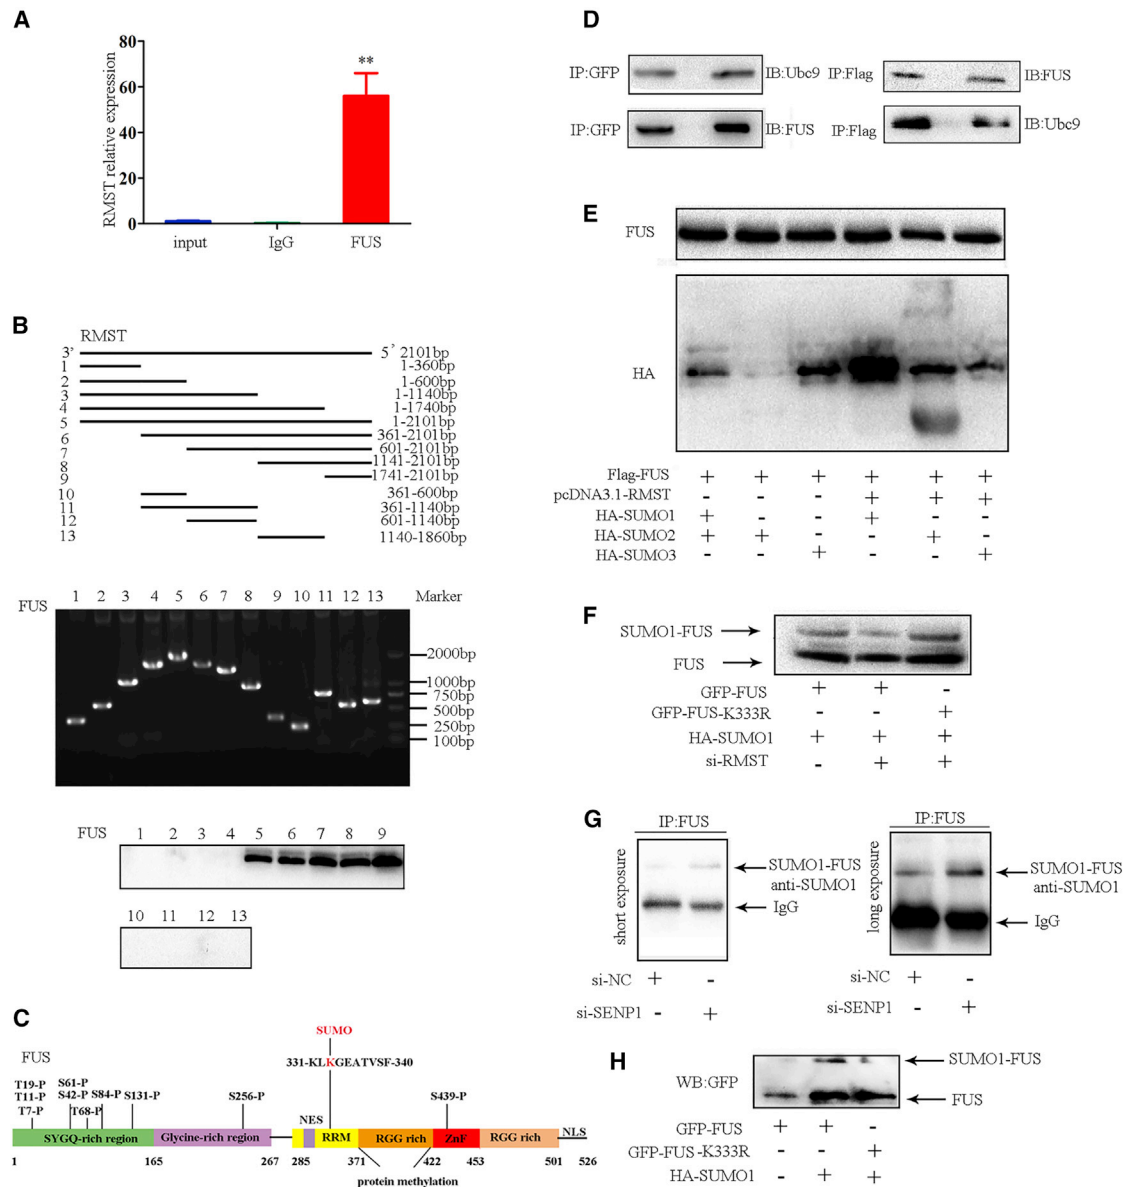 A
RMST relative expression
80
60
40
20
0
**
input IgG FUS
B
RMST
3' 5' 2101bp
1 1-360bp
2 1-600bp
3 1-1140bp
4 1-1740bp
5 1-2101bp
6 361-2101bp
7 601-2101bp
8 1141-2101bp
9 1741-2101bp
10 361-600bp
11 361-1140bp
12 601-1140bp
13 1140-1860bp
FUS 1 2 3 4 5 6 7 8 9 10 11 12 13 Marker
2000bp
1000bp
750bp
500bp
250bp
100bp
FUS 1 2 3 4 5 6 7 8 9
10 11 12 13
C
FUS
SUMO
331-KLKGEATVSF-340
T19-P S61-P
T11-P S42-P S84-P S131-P S256-P S439-P
T7-P T68-P
NES
NLS
SYGQ-rich region Glycine-rich region RRM RGG rich ZnF RGG rich
1 165 267 285 371 422 453 501 526
protein methylation
D
IP:GFP IB:Ubc9 IP:Flag IB:FUS
IP:GFP IB:FUS IP:Flag IB:Ubc9
E
FUS
HA
Flag-FUS + + + + + +
pcDNA3.1-RMST - - - + + +
HA-SUMO1 + - - + - -
HA-SUMO2 + + - - + -
HA-SUMO3 - - + - - +
F
SUMO1-FUS
FUS
GFP-FUS + + -
GFP-FUS-K333R - - +
HA-SUMO1 + + +
si-RMST - + +
G
IP:FUS
short exposure
SUMO1-FUS
anti-SUMO1
IgG
si-NC + -
si-SENP1 - +
IP:FUS
long exposure
SUMO1-FUS
anti-SUMO1
IgG
si-NC + -
si-SENP1 - +
H
WB:GFP
SUMO1-FUS
FUS
GFP-FUS + + -
GFP-FUS-K333R - - +
HA-SUMO1 - + +